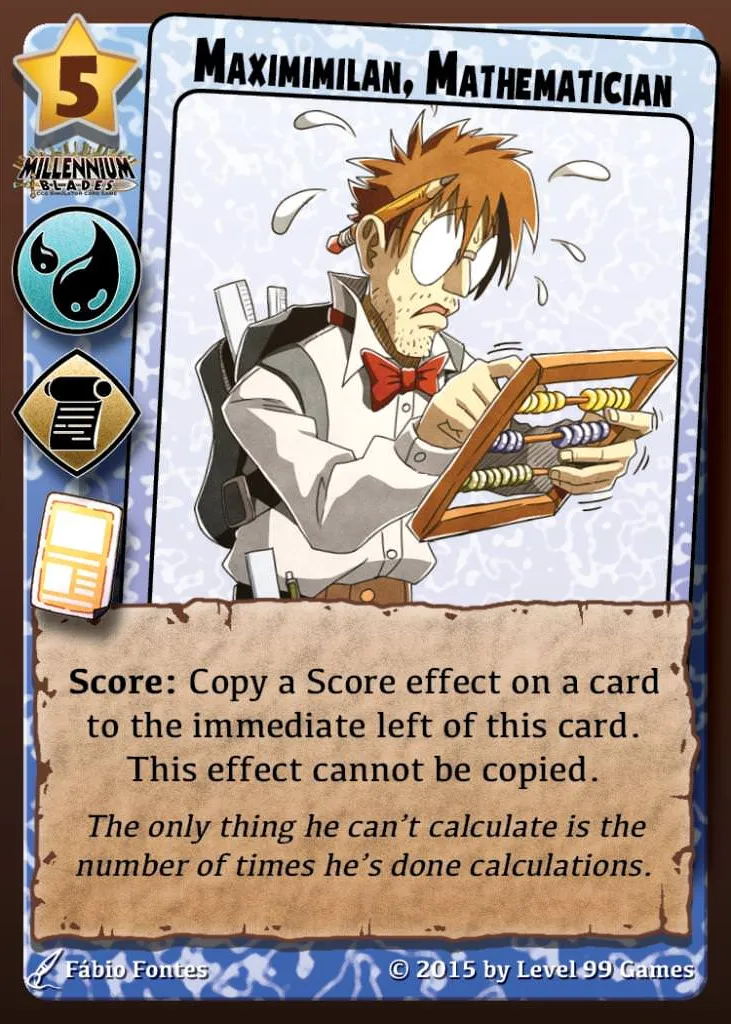 5
MAXIMIMILAN, MATHEMATICIAN
MILLENNIUM
BLADES
CCG SIMULATOR CARD GAME
Score: Copy a Score effect on a card
to the immediate left of this card.
This effect cannot be copied.
The only thing he can't calculate is the
number of times he's done calculations.
Fábio Fontes
© 2015 by Level 99 Games